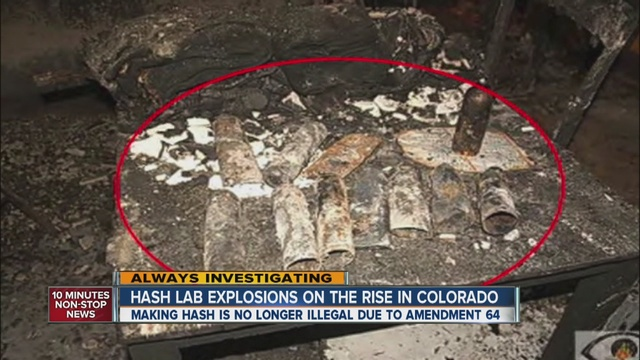 ALWAYS INVESTIGATING
10 MINUTES
NON-STOP
NEWS
HASH LAB EXPLOSIONS ON THE RISE IN COLORADO
MAKING HASH IS NO LONGER ILLEGAL DUE TO AMENDMENT 64